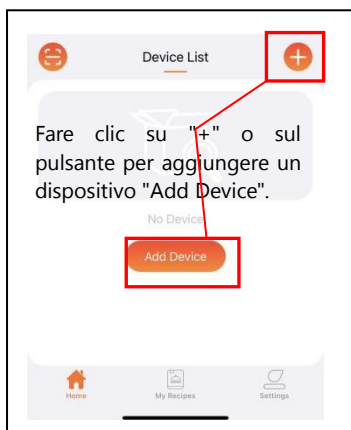 Device List
Fare clic su "+" o sul
pulsante per aggiungere un
dispositivo "Add Device".
No Device
Add Device
Home
My Recipes
Settings